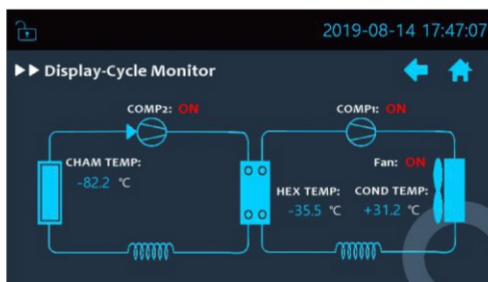 2019-08-14 17:47:07
▶▶ Display-Cycle Monitor
COMP2: ON
COMP1: ON
CHAM TEMP:
-82.2 ℃
Fan: ON
HEX TEMP:
-35.5 ℃
COND TEMP:
+31.2 ℃